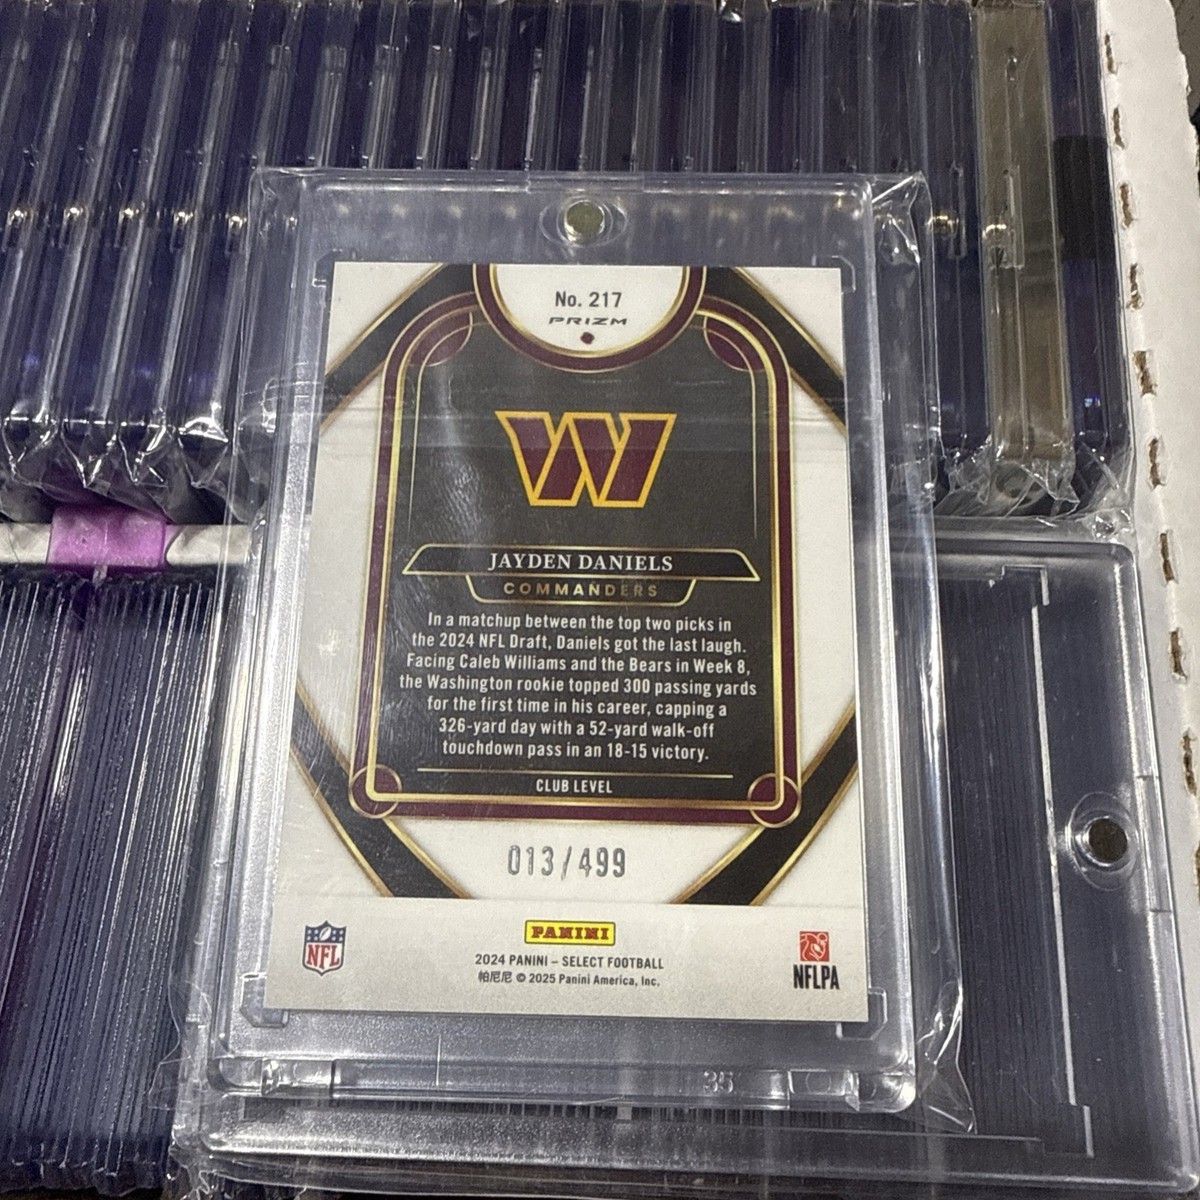 No. 217
PRIZM
W
JAYDEN DANIELS
COMMANDERS
In a matchup between the top two picks in
the 2024 NFL Draft, Daniels got the last laugh.
Facing Caleb Williams and the Bears in Week 8,
the Washington rookie topped 300 passing yards
for the first time in his career, capping a
326-yard day with a 52-yard walk-off
touchdown pass in an 18-15 victory.
CLUB LEVEL
013/499
NFL
PANINI
2024 PANINI – SELECT FOOTBALL
帕尼尼 © 2025 Panini America, Inc.
NFLPA
35